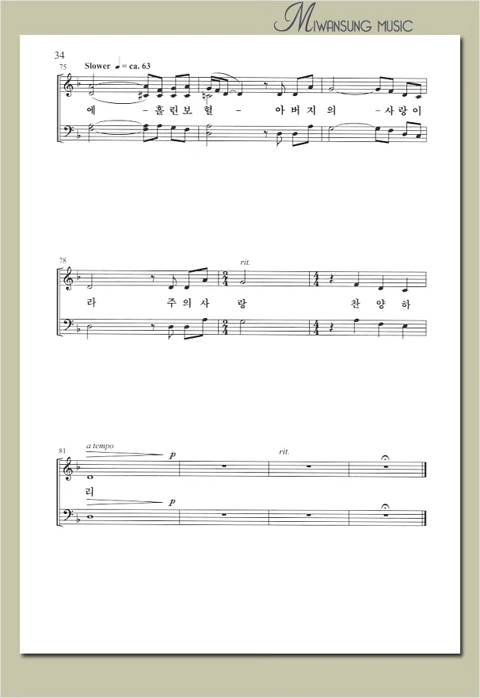 MIWANSUNG MUSIC
34
75 Slower ♩ = ca. 63
예 - 흘린보 혈 - 아버지의 - 사랑이
78 rit.
라 주의사 랑 찬양하
81 a tempo rit.
p
리
p